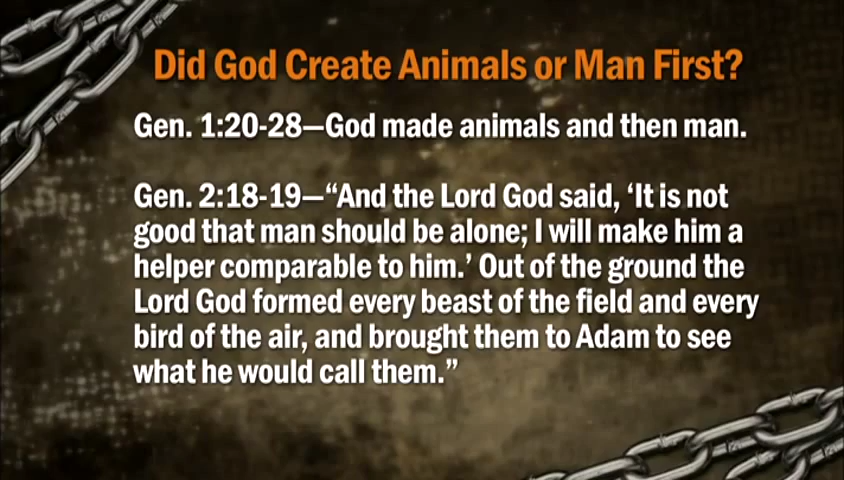 Did God Create Animals or Man First?
Gen. 1:20-28—God made animals and then man.
Gen. 2:18-19—“And the Lord God said, ‘It is not
good that man should be alone; I will make him a
helper comparable to him.’ Out of the ground the
Lord God formed every beast of the field and every
bird of the air, and brought them to Adam to see
what he would call them.”